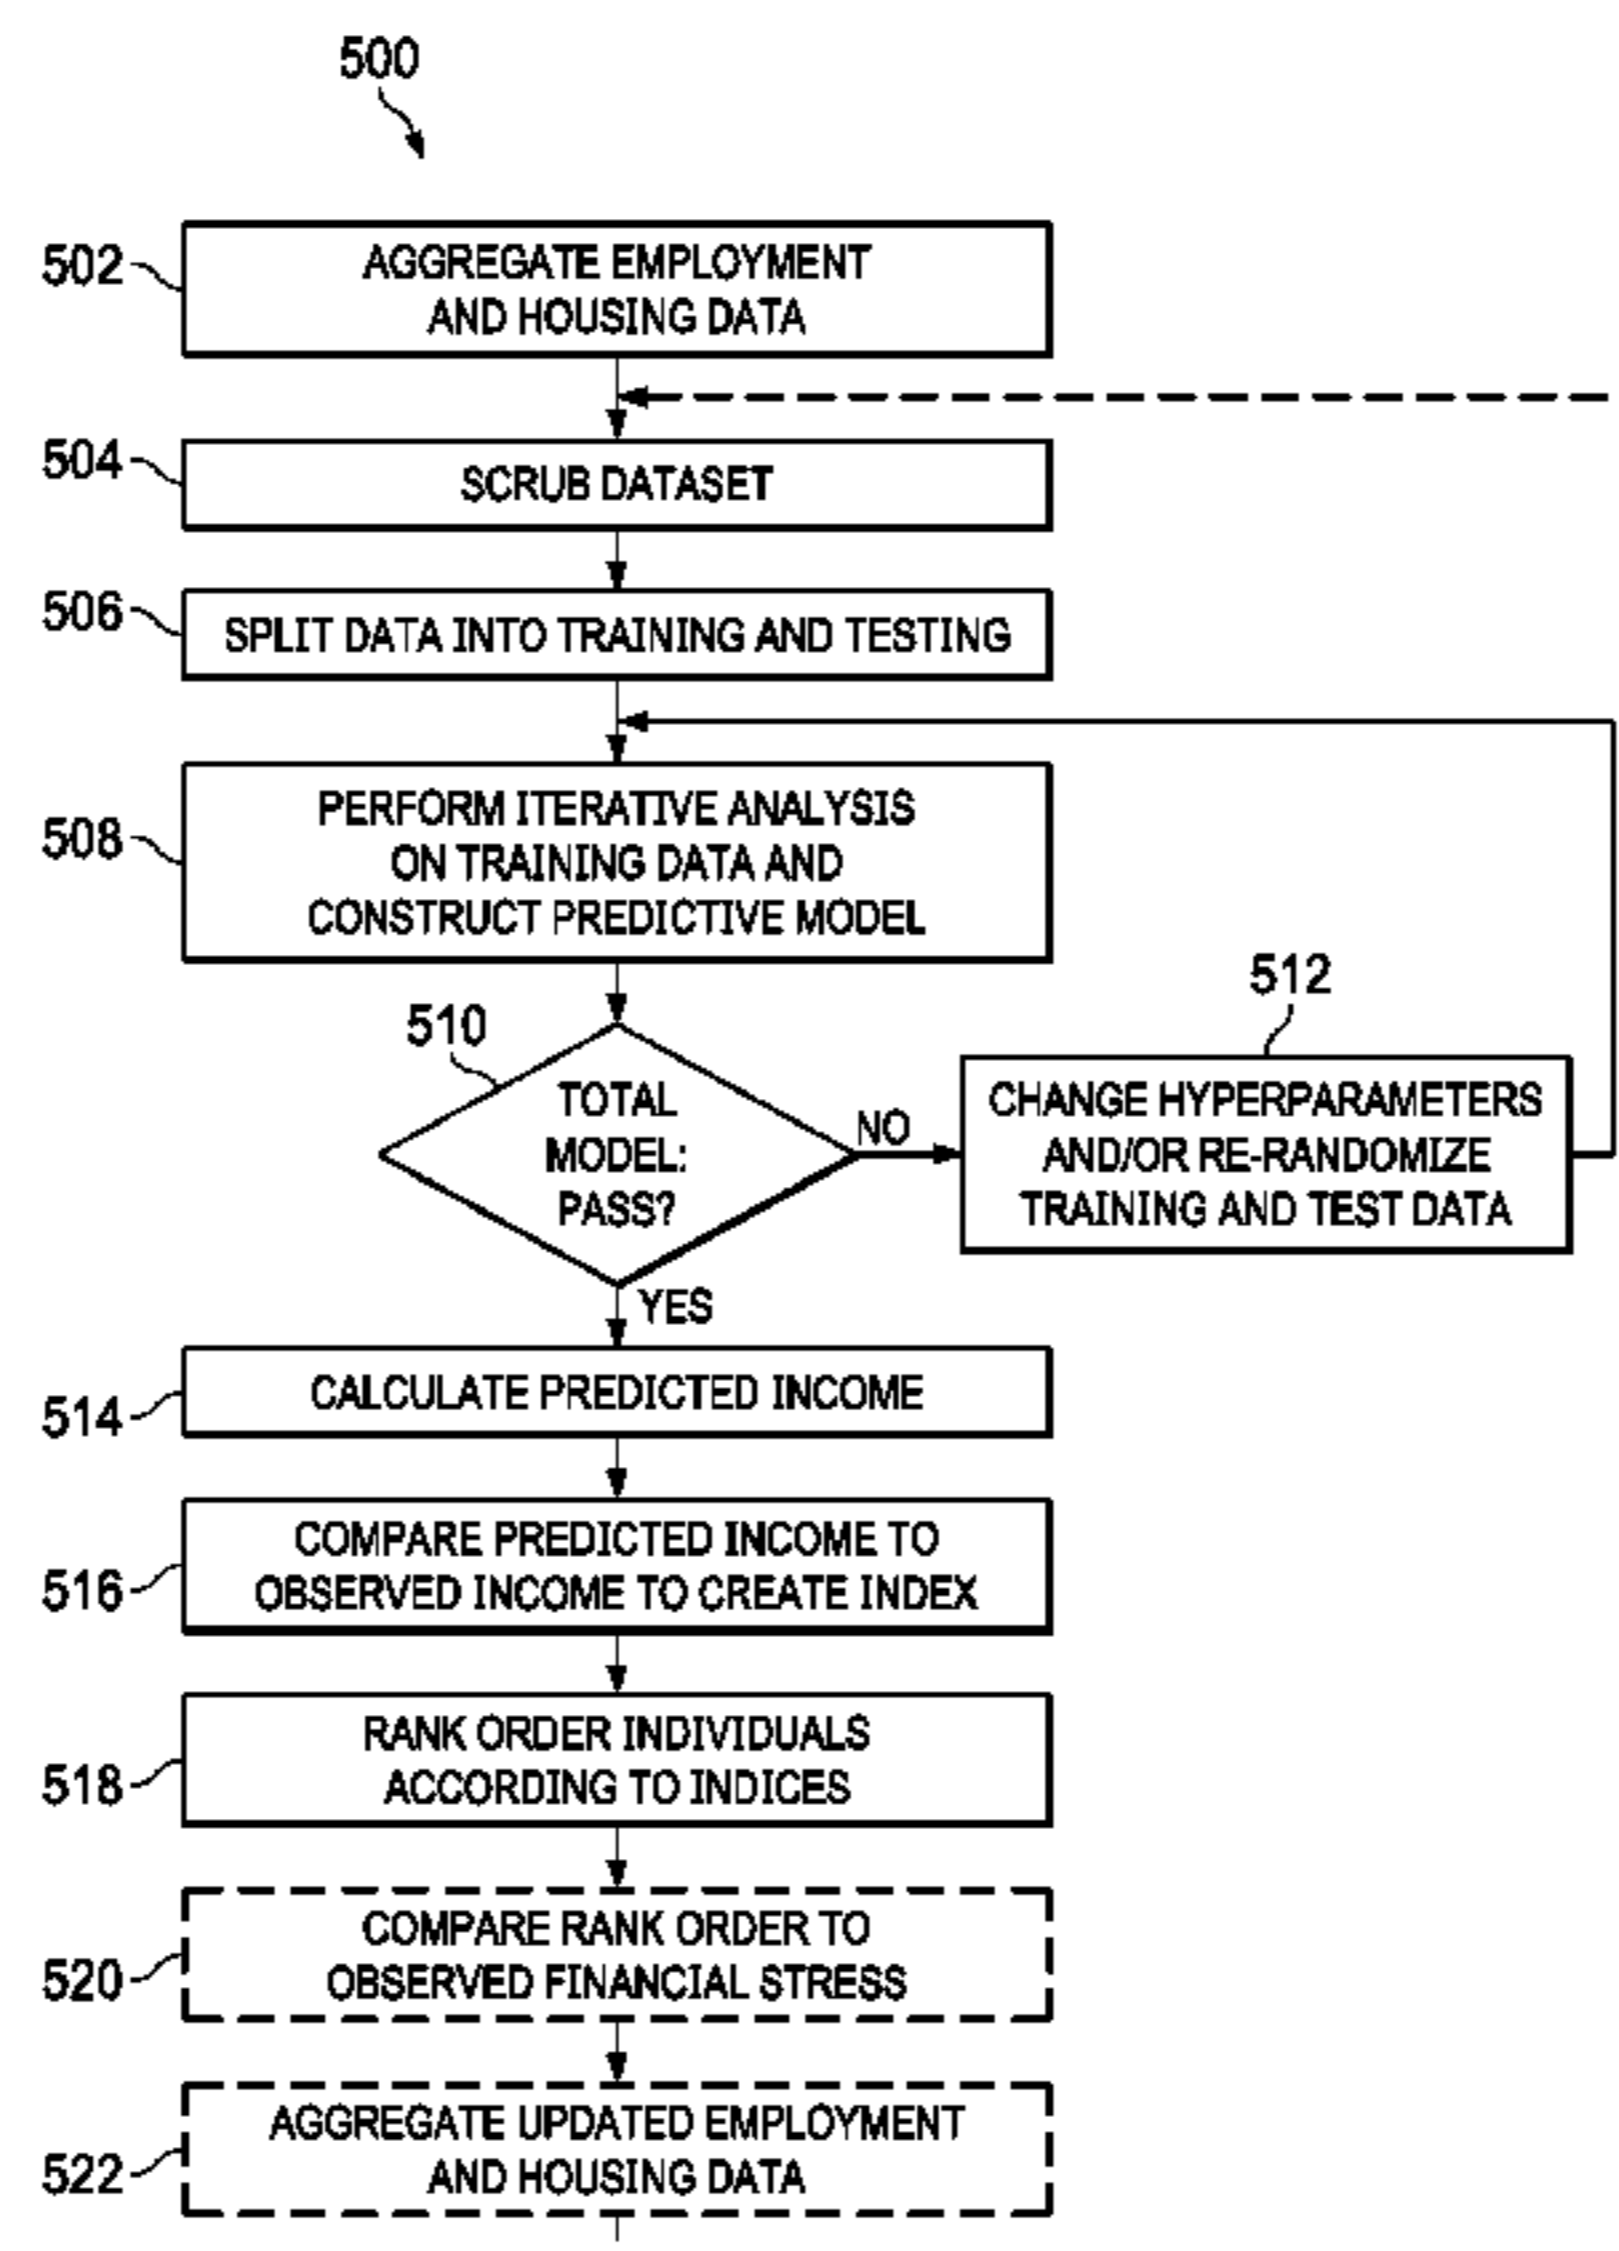 500
502
AGGREGATE EMPLOYMENT
AND HOUSING DATA
504
SCRUB DATASET
506
SPLIT DATA INTO TRAINING AND TESTING
508
PERFORM ITERATIVE ANALYSIS
ON TRAINING DATA AND
CONSTRUCT PREDICTIVE MODEL
510
TOTAL
MODEL:
PASS?
NO
512
CHANGE HYPERPARAMETERS
AND/OR RE-RANDOMIZE
TRAINING AND TEST DATA
YES
514
CALCULATE PREDICTED INCOME
516
COMPARE PREDICTED INCOME TO
OBSERVED INCOME TO CREATE INDEX
518
RANK ORDER INDIVIDUALS
ACCORDING TO INDICES
520
COMPARE RANK ORDER TO
OBSERVED FINANCIAL STRESS
522
AGGREGATE UPDATED EMPLOYMENT
AND HOUSING DATA